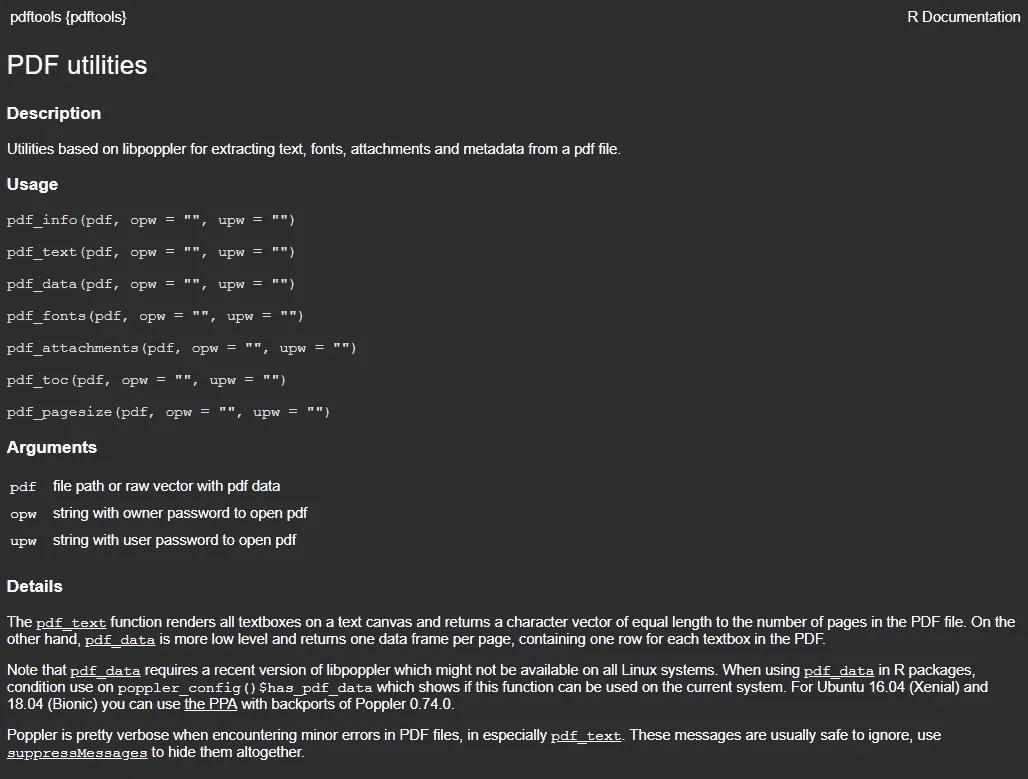 pdftools {pdftools}
R Documentation
PDF utilities
Description
Utilities based on libpoppler for extracting text, fonts, attachments and metadata from a pdf file.
Usage
pdf_info(pdf, opw = "", upw = "")
pdf_text(pdf, opw = "", upw = "")
pdf_data(pdf, opw = "", upw = "")
pdf_fonts(pdf, opw = "", upw = "")
pdf_attachments(pdf, opw = "", upw = "")
pdf_toc(pdf, opw = "", upw = "")
pdf_pagesize(pdf, opw = "", upw = "")
Arguments
pdf file path or raw vector with pdf data
opw string with owner password to open pdf
upw string with user password to open pdf
Details
The pdf_text function renders all textboxes on a text canvas and returns a character vector of equal length to the number of pages in the PDF file. On the
other hand, pdf_data is more low level and returns one data frame per page, containing one row for each textbox in the PDF.
Note that pdf_data requires a recent version of libpoppler which might not be available on all Linux systems. When using pdf_data in R packages,
condition use on poppler_config()$has_pdf_data which shows if this function can be used on the current system. For Ubuntu 16.04 (Xenial) and
18.04 (Bionic) you can use the PPA with backports of Poppler 0.74.0.
Poppler is pretty verbose when encountering minor errors in PDF files, in especially pdf_text. These messages are usually safe to ignore, use
suppressMessages to hide them altogether.